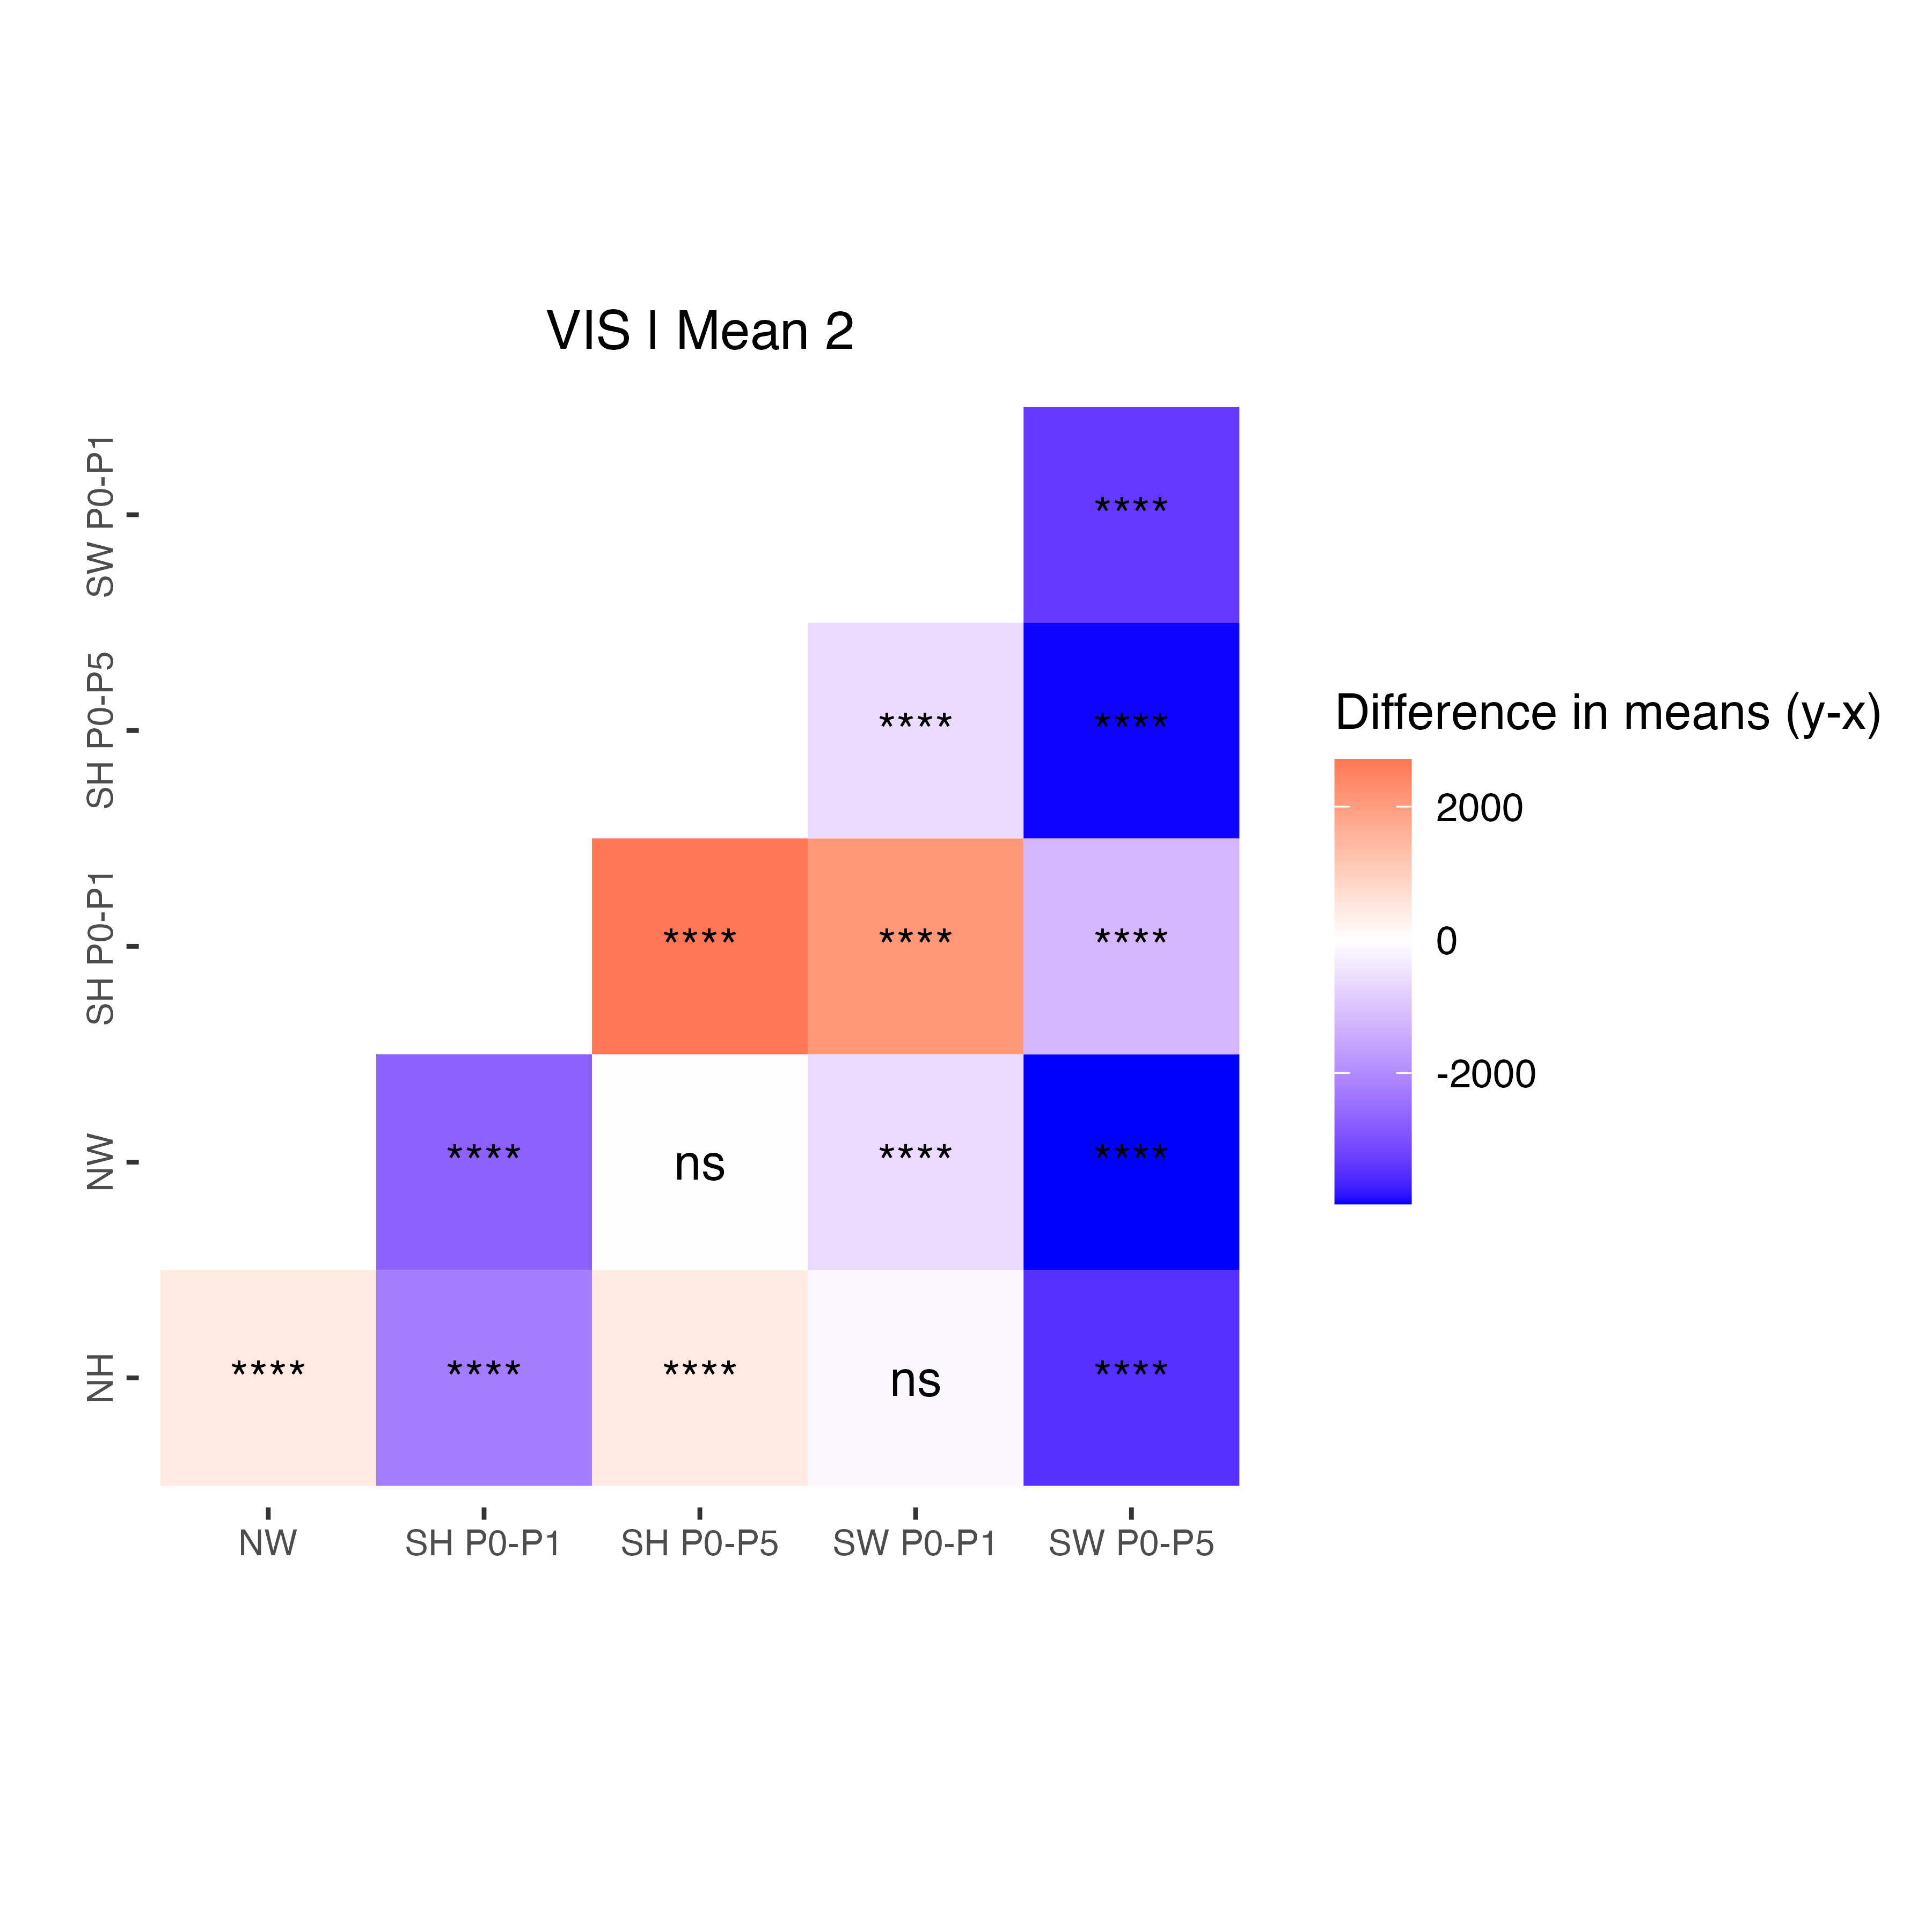 VIS | Mean 2
SW P0-P1
****
SH P0-P5
**** ****
SH P0-P1
**** **** ****
NW
**** ns **** ****
NH
**** **** **** ns ****
NW SH P0-P1 SH P0-P5 SW P0-P1 SW P0-P5
Difference in means (y-x)
2000
0
-2000